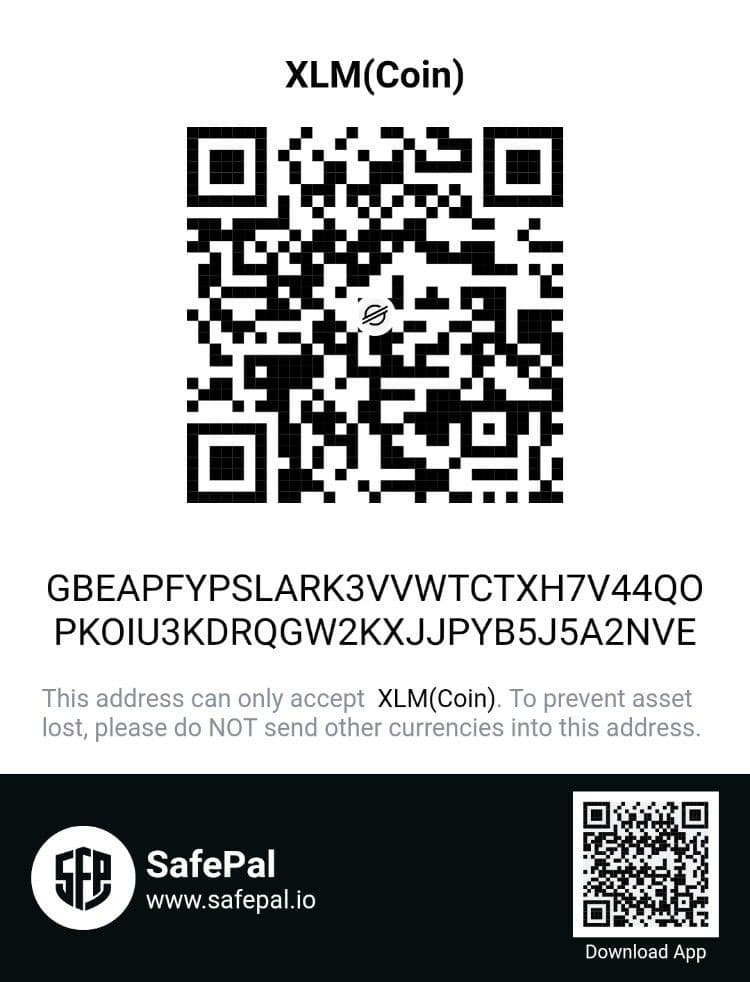 XLM(Coin)
GBEAPFYPSLARK3VVWTCTXH7V44QO
PKOIU3KDRQGW2KXJJPYB5J5A2NVE
This address can only accept XLM(Coin). To prevent asset
lost, please do NOT send other currencies into this address.
SFP
SafePal
www.safepal.io
Download App